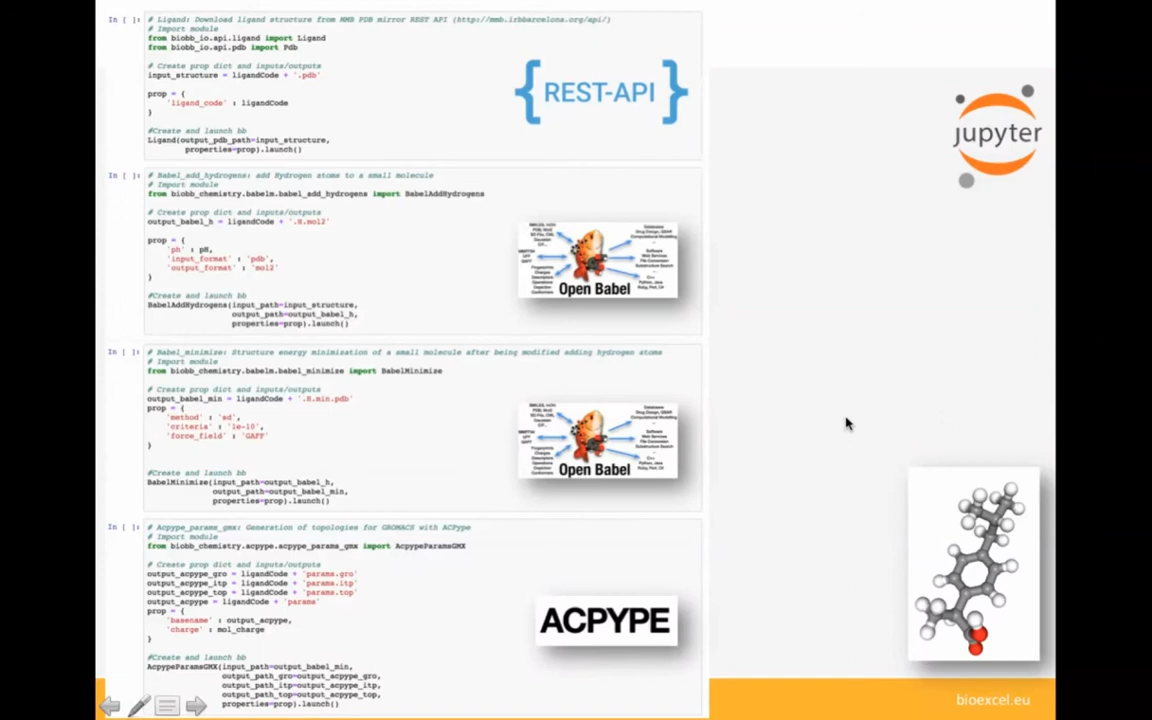 In [ ]:
# Ligand: Download ligand structure from MMB PDB mirror REST API (http://mmb.irbbarcelona.org/api/)
# Import module
from biobb_io.api.ligand import Ligand
from biobb_io.api.pdb import Pdb
# Create prop dict and inputs/outputs
input_structure = ligandCode + '.pdb'
prop = {
'ligand_code' : ligandCode
}
#Create and launch bb
Ligand(output_pdb_path=input_structure,
properties=prop).launch()
{REST-API}
jupyter
In [ ]:
# Babel_add_hydrogens: add Hydrogen atoms to a small molecule
# Import module
from biobb_chemistry.babelm.babel_add_hydrogens import BabelAddHydrogens
# Create prop dict and inputs/outputs
output_babel_h = ligandCode + '.H.mol2'
prop = {
'ph' : pH,
'input_format' : 'pdb',
'output_format' : 'mol2'
}
#Create and launch bb
BabelAddHydrogens(input_path=input_structure,
output_path=output_babel_h,
properties=prop).launch()
Open Babel
In [ ]:
# Babel_minimize: Structure energy minimization of a small molecule after being modified adding hydrogen atoms
# Import module
from biobb_chemistry.babelm.babel_minimize import BabelMinimize
# Create prop dict and inputs/outputs
output_babel_min = ligandCode + '.H.min.pdb'
prop = {
'method' : 'sd',
'criteria' : '1e-10',
'force_field' : 'GAFF'
}
#Create and launch bb
BabelMinimize(input_path=output_babel_h,
output_path=output_babel_min,
properties=prop).launch()
Open Babel
In [ ]:
# Acpype_params_gmx: Generation of topologies for GROMACS with ACPype
# Import module
from biobb_chemistry.acpype.acpype_params_gmx import AcpypeParamsGMX
# Create prop dict and inputs/outputs
output_acpype_gro = ligandCode + 'params.gro'
output_acpype_itp = ligandCode + 'params.itp'
output_acpype_top = ligandCode + 'params.top'
output_acpype = ligandCode + 'params'
prop = {
'basename' : output_acpype,
'charge' : mol_charge
}
#Create and launch bb
AcpypeParamsGMX(input_path=output_babel_min,
output_path_gro=output_acpype_gro,
output_path_itp=output_acpype_itp,
output_path_top=output_acpype_top,
properties=prop).launch()
ACPYPE
bioexcel.eu